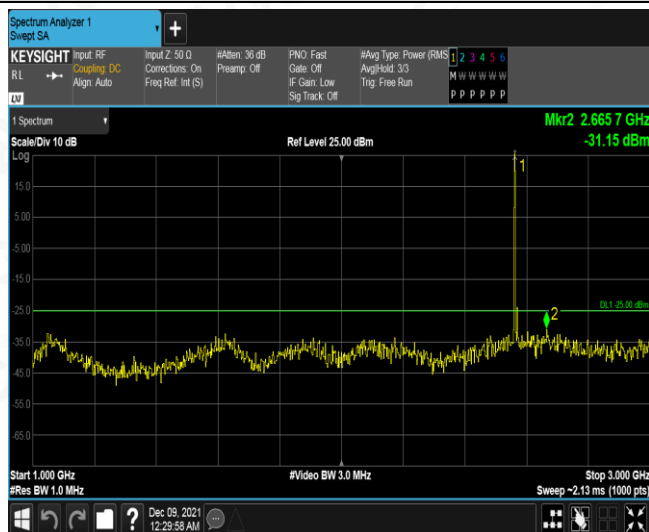 Spectrum Analyzer 1
Swept SA
KEYSIGHT
RL
LXI
Input: RF
Coupling: DC
Align: Auto
Input Z: 50 Ω
Corrections: On
Freq Ref: Int (S)
#Atten: 36 dB
Preamp: Off
PNO: Fast
Gate: Off
IF Gain: Low
Sig Track: Off
#Avg Type: Power (RMS
Avg|Hold: 3/3
Trig: Free Run
1 2 3 4 5 6
M W W W W W
P P P P P P
1 Spectrum
Scale/Div 10 dB
Log
Ref Level 25.00 dBm
Mkr2 2.665 7 GHz
-31.15 dBm
1
15.0
5.00
-5.00
-15.0
-25.0
DL1 -25.00 dBm
2
-35.0
-45.0
-55.0
-65.0
Start 1.000 GHz
#Res BW 1.0 MHz
#Video BW 3.0 MHz
Stop 3.000 GHz
Sweep ~2.13 ms (1000 pts)
?
Dec 09, 2021
12:29:58 AM